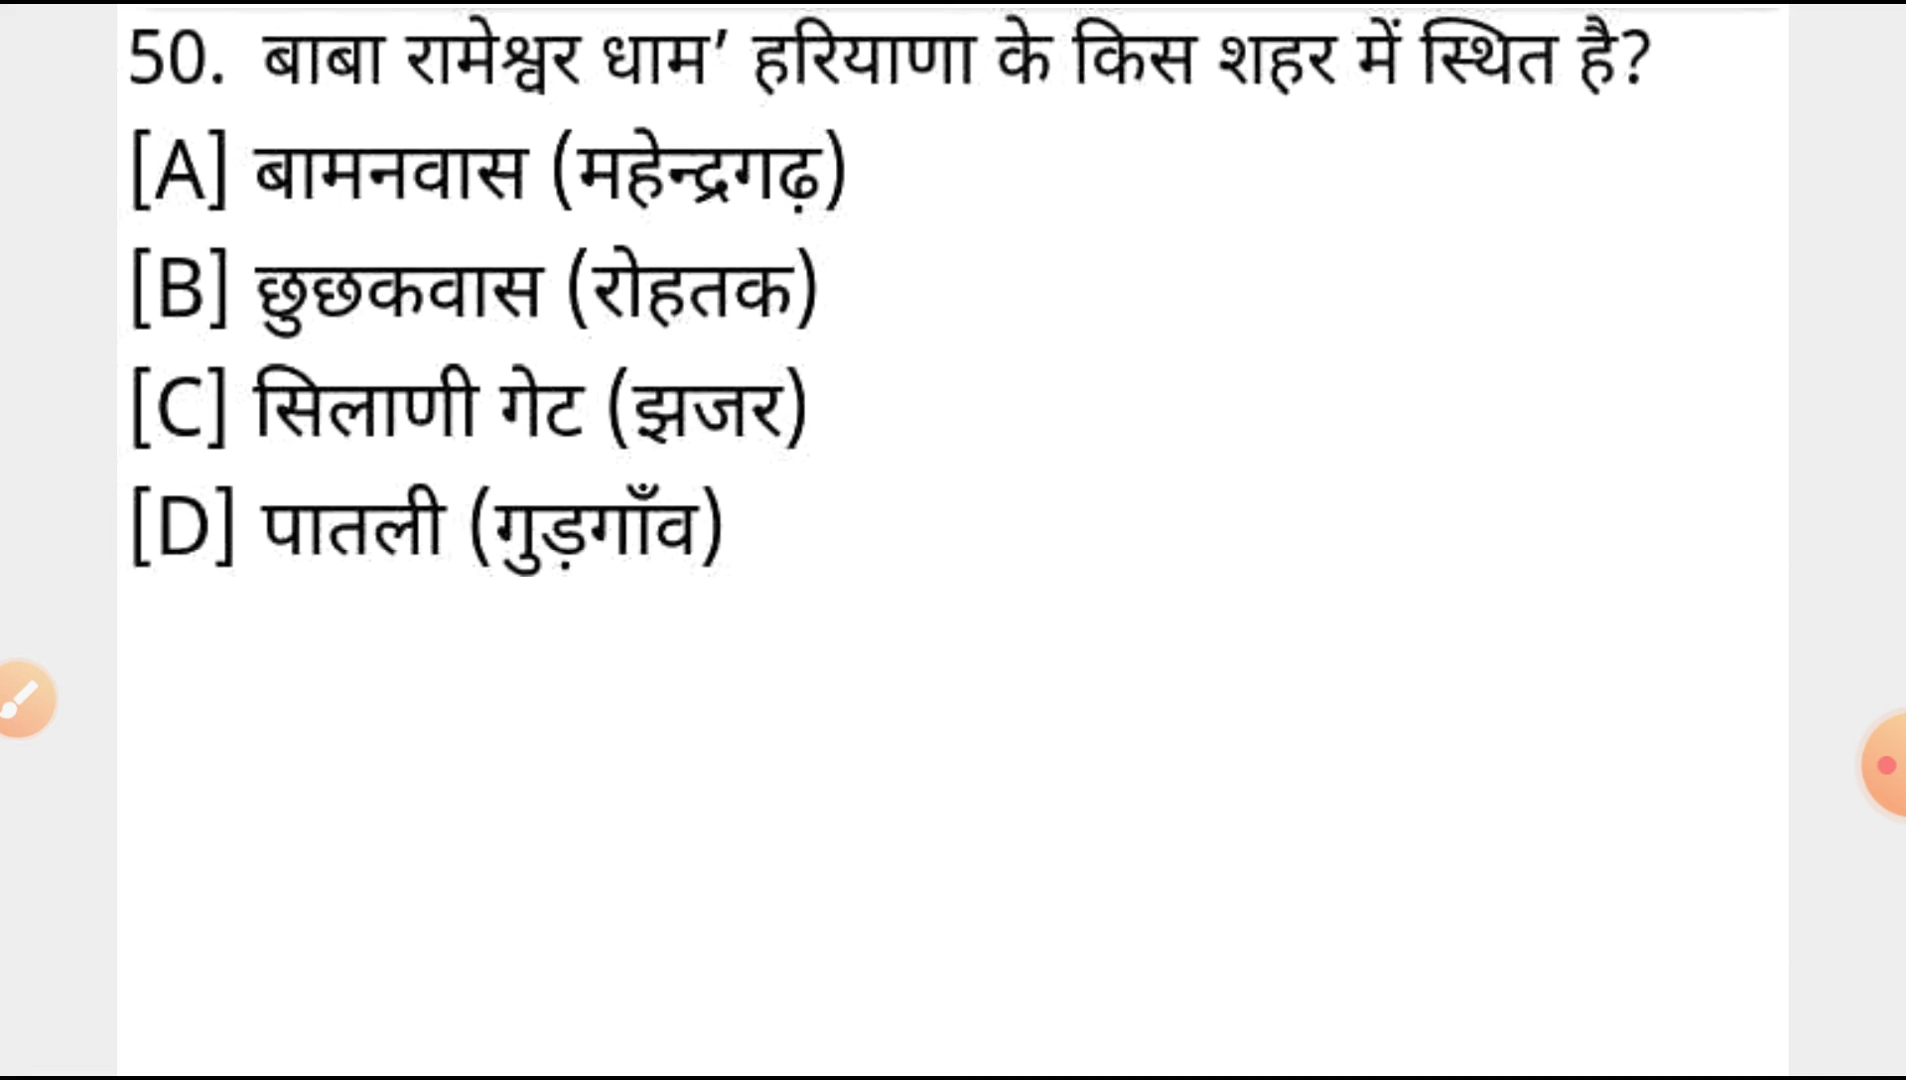 50. बाबा रामेश्वर धाम’ हरियाणा के किस शहर में स्थित है?
[A] बामनवास (महेन्द्रगढ़)
[B] छुछकवास (रोहतक)
[C] सिलाणी गेट (झजर)
[D] पातली (गुड़गाँव)